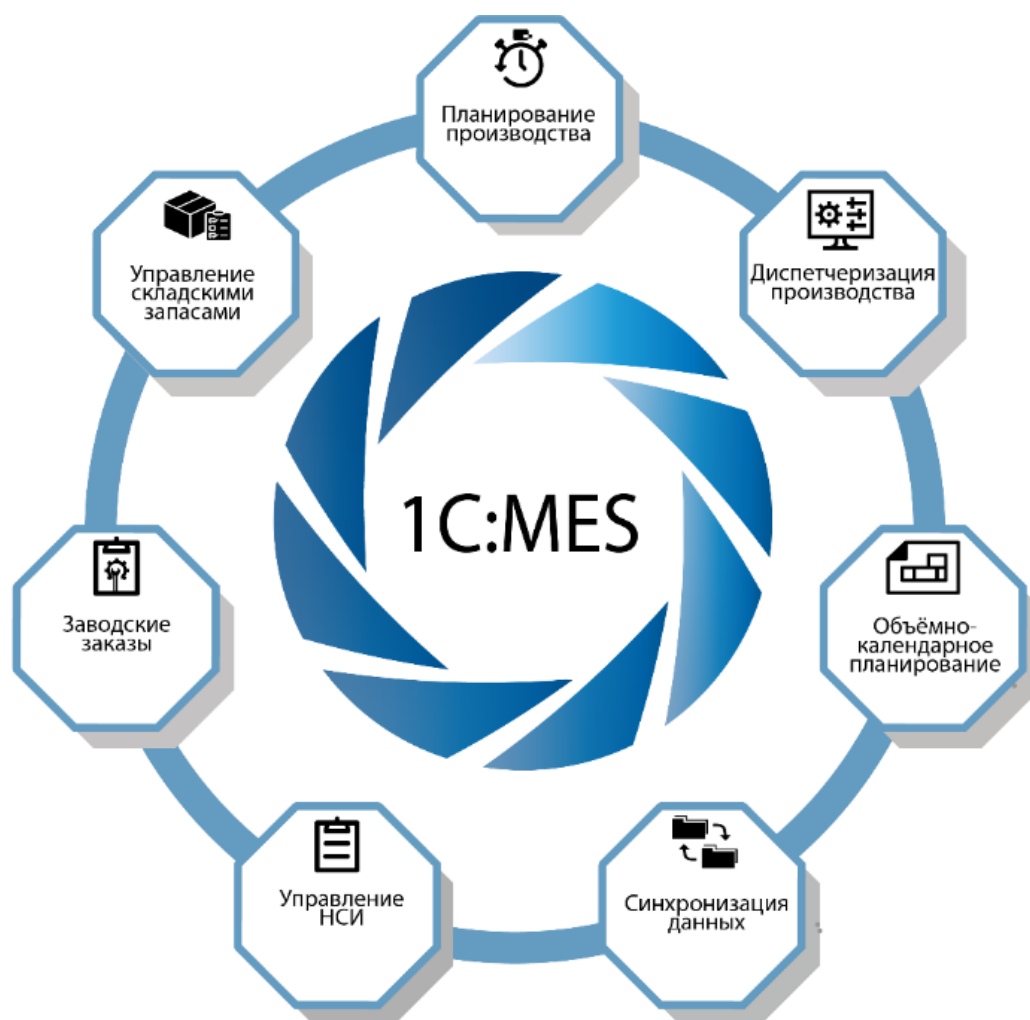 Планирование
производства
Диспетчеризация
производства
Управление
складскими
запасами
1С:MES
Заводские
заказы
Объёмно-
календарное
планирование
Управление
НСИ
Синхронизация
данных